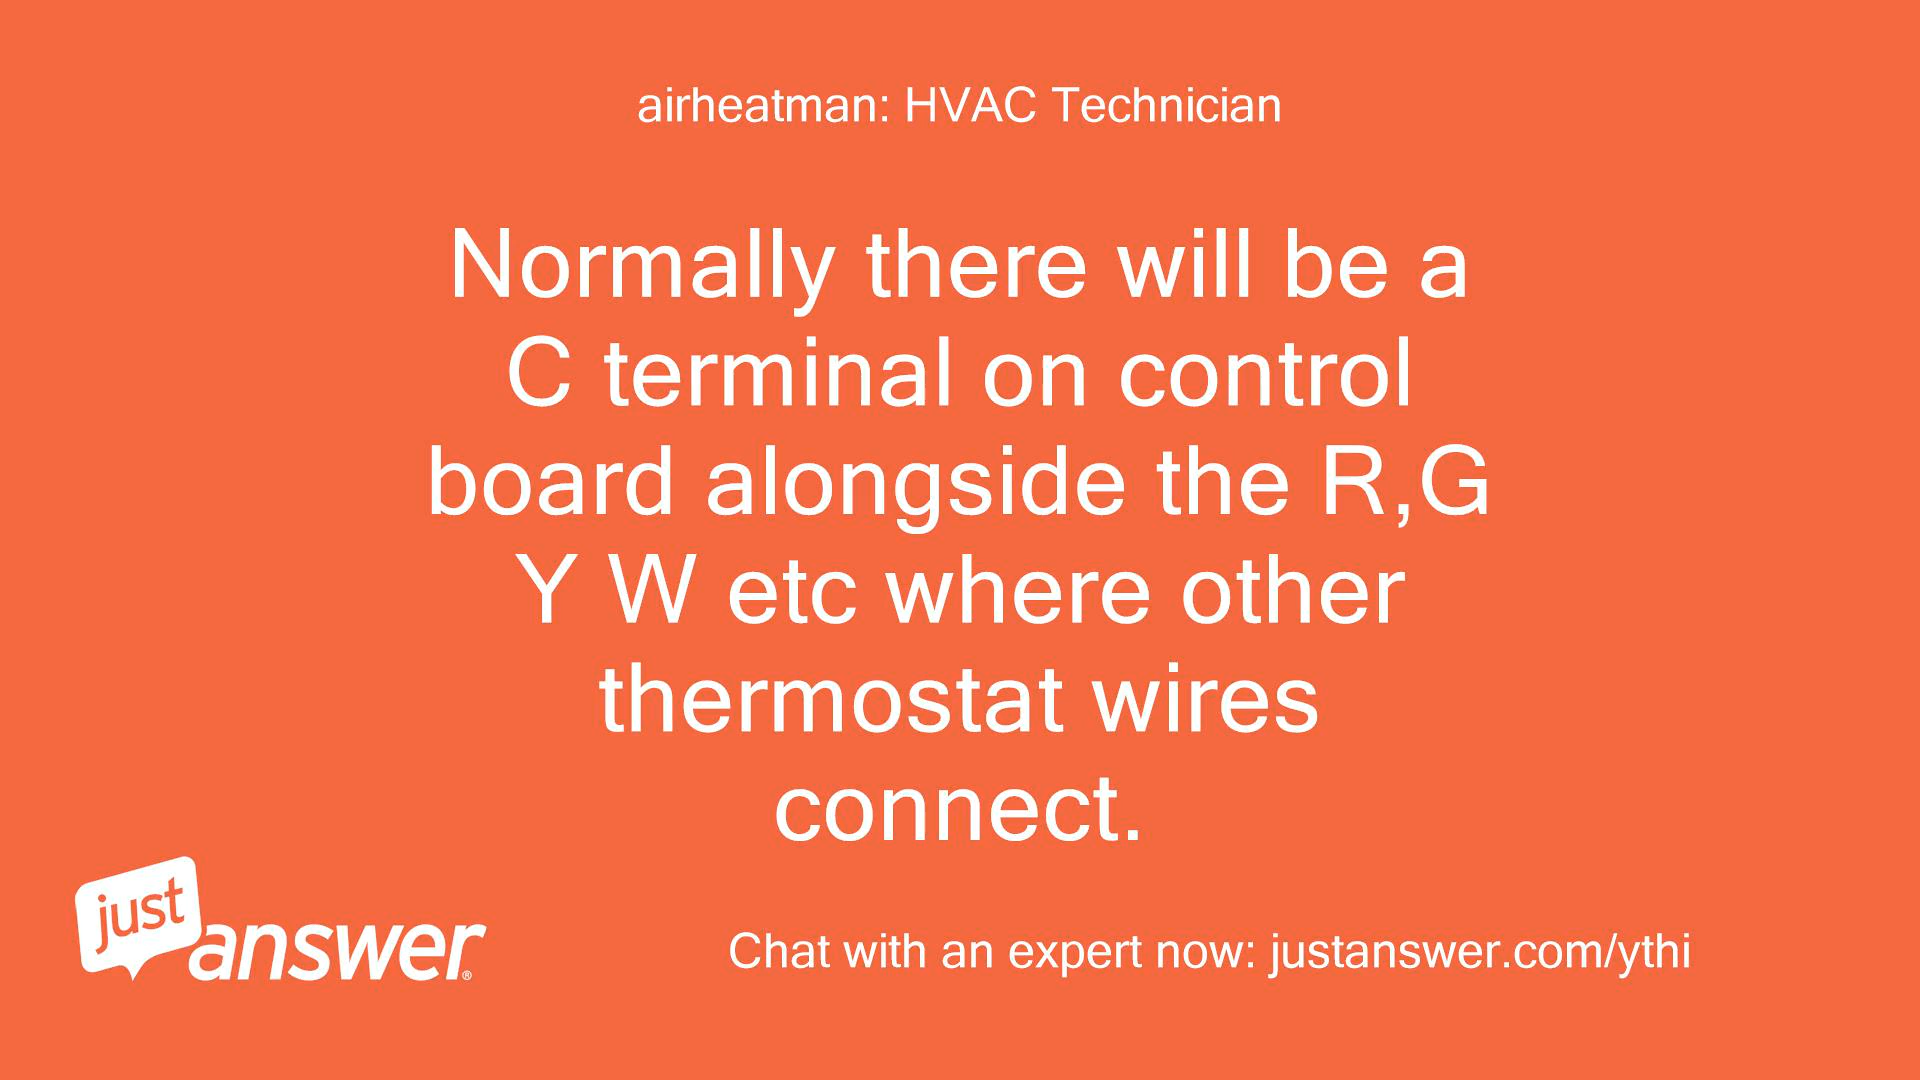 airheatman: HVAC Technician
Normally there will be a
C terminal on control
board alongside the R,G
Y W etc where other
thermostat wires
connect.
just
answer®
Chat with an expert now: justanswer.com/ythi